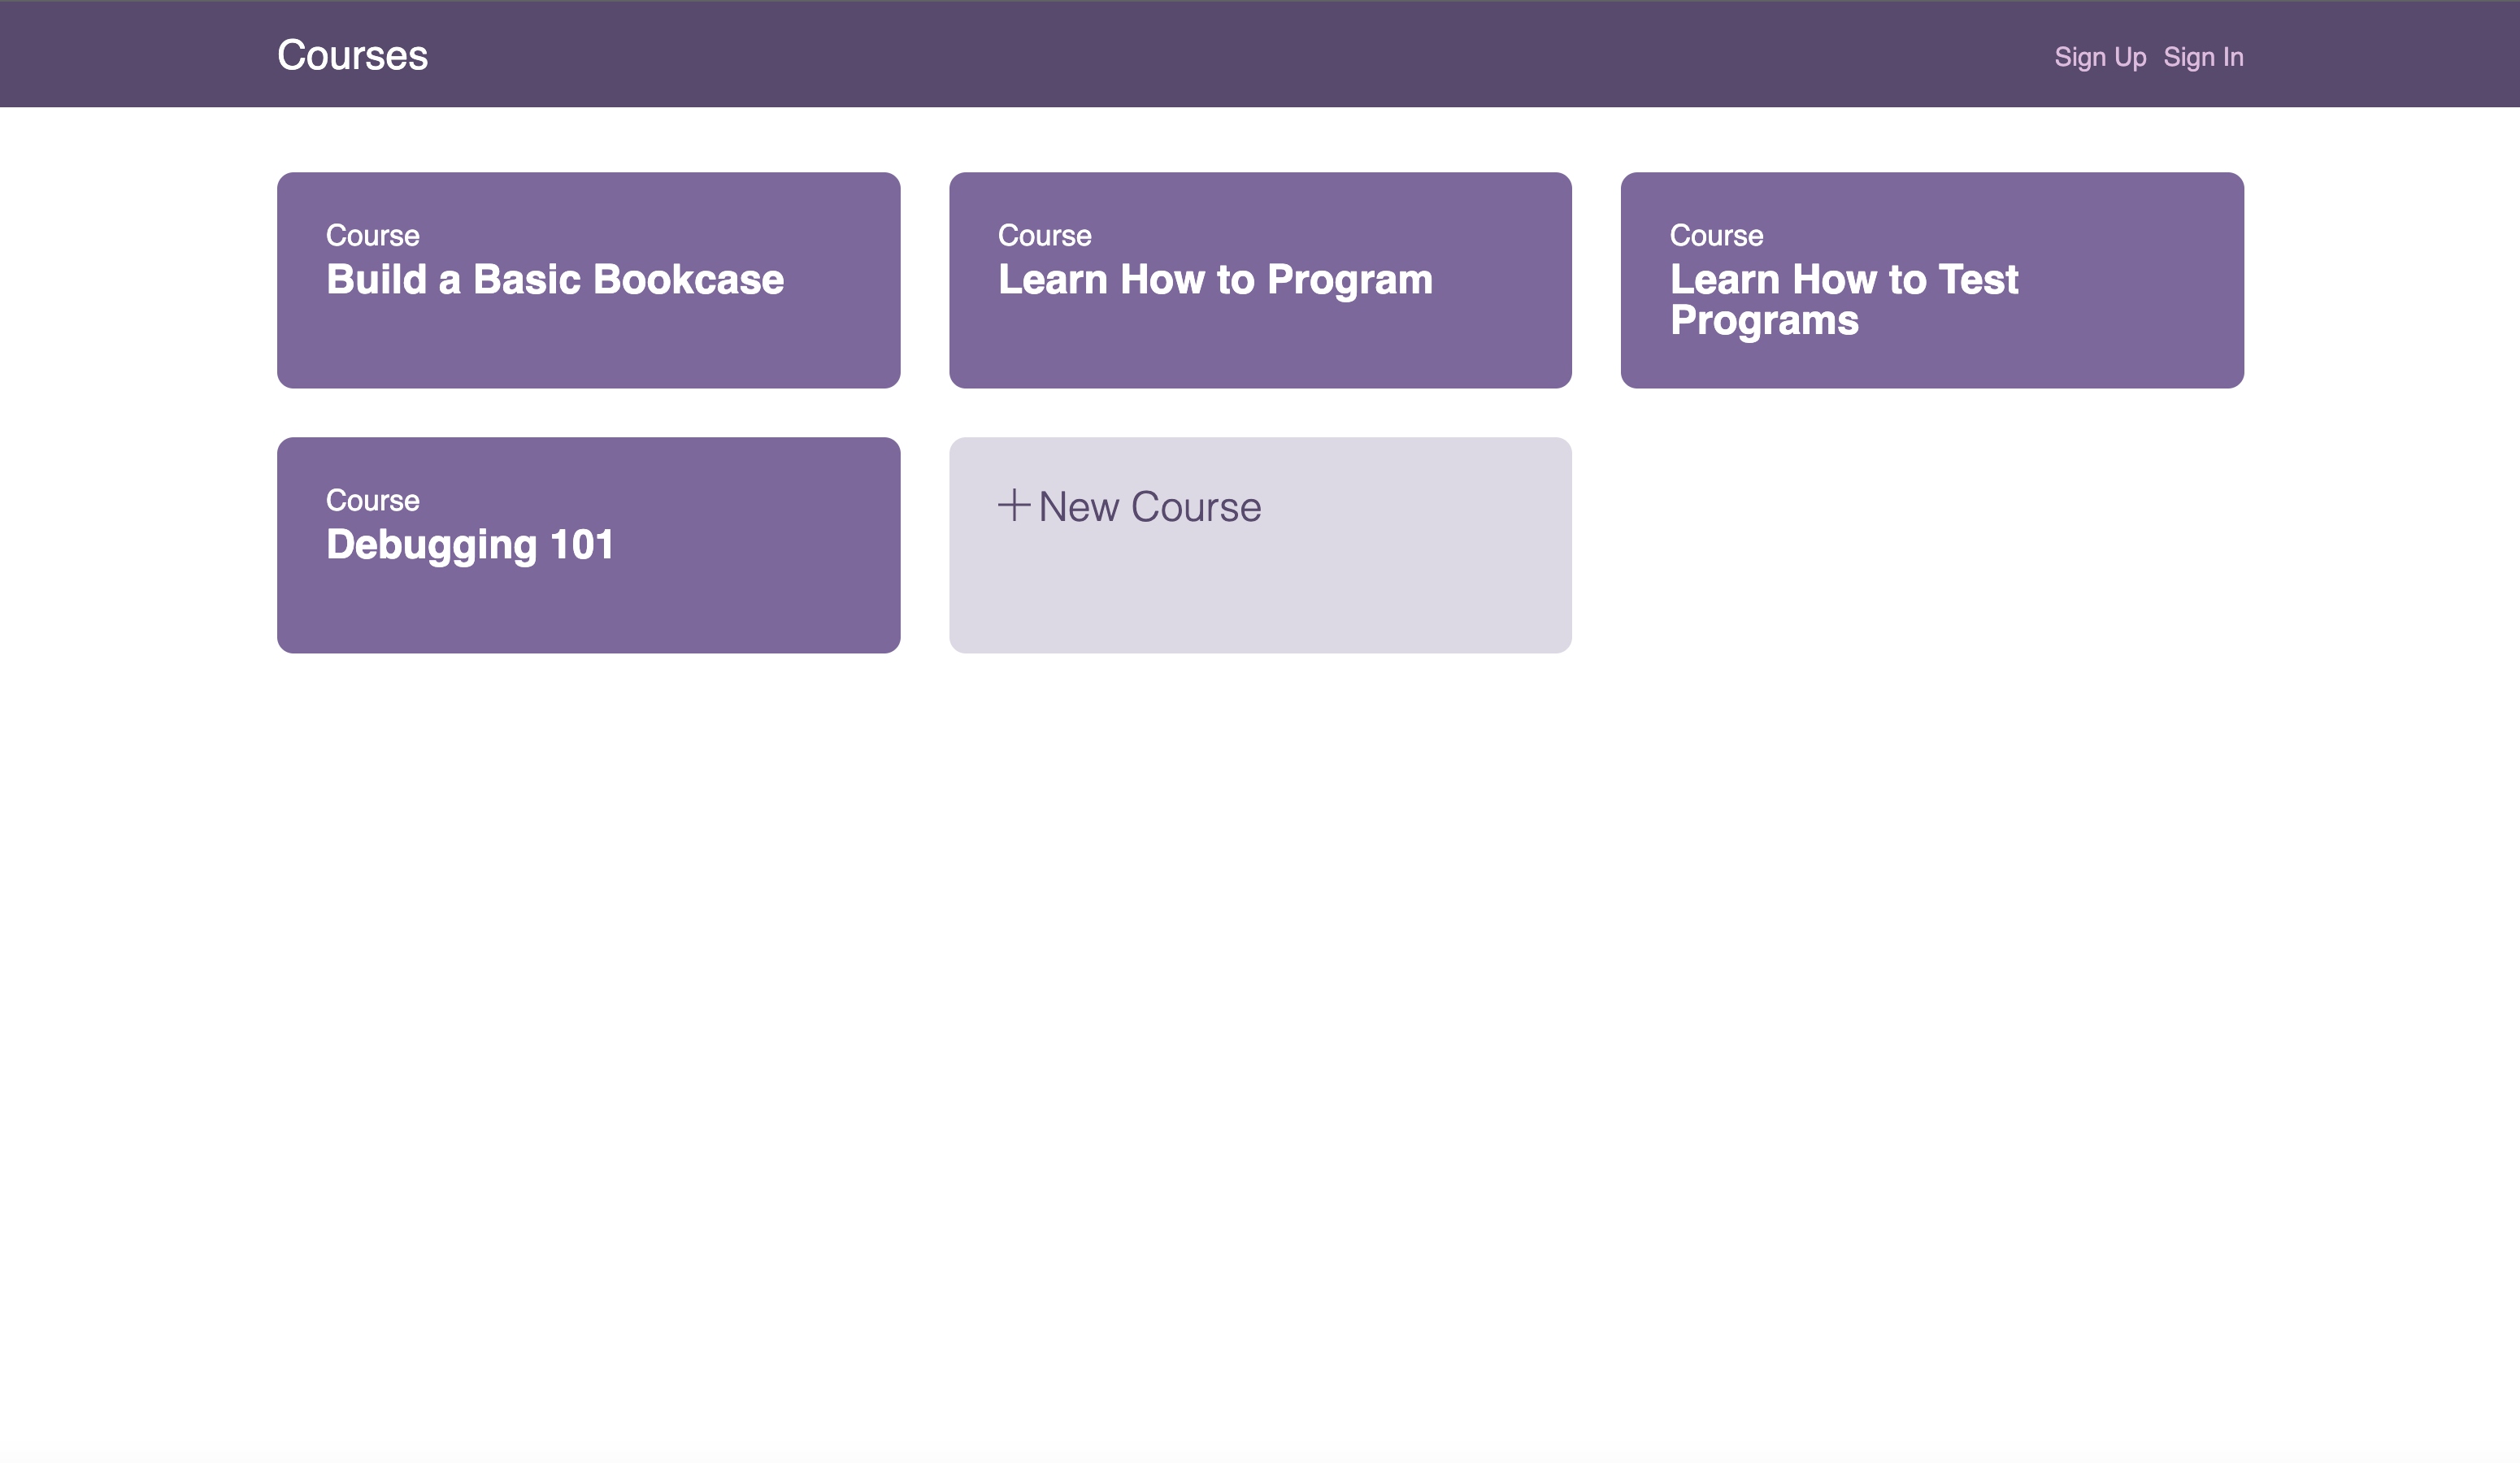 Courses
Sign Up Sign In
Course
Build a Basic Bookcase
Course
Learn How to Program
Course
Learn How to Test
Programs
Course
Debugging 101
New Course